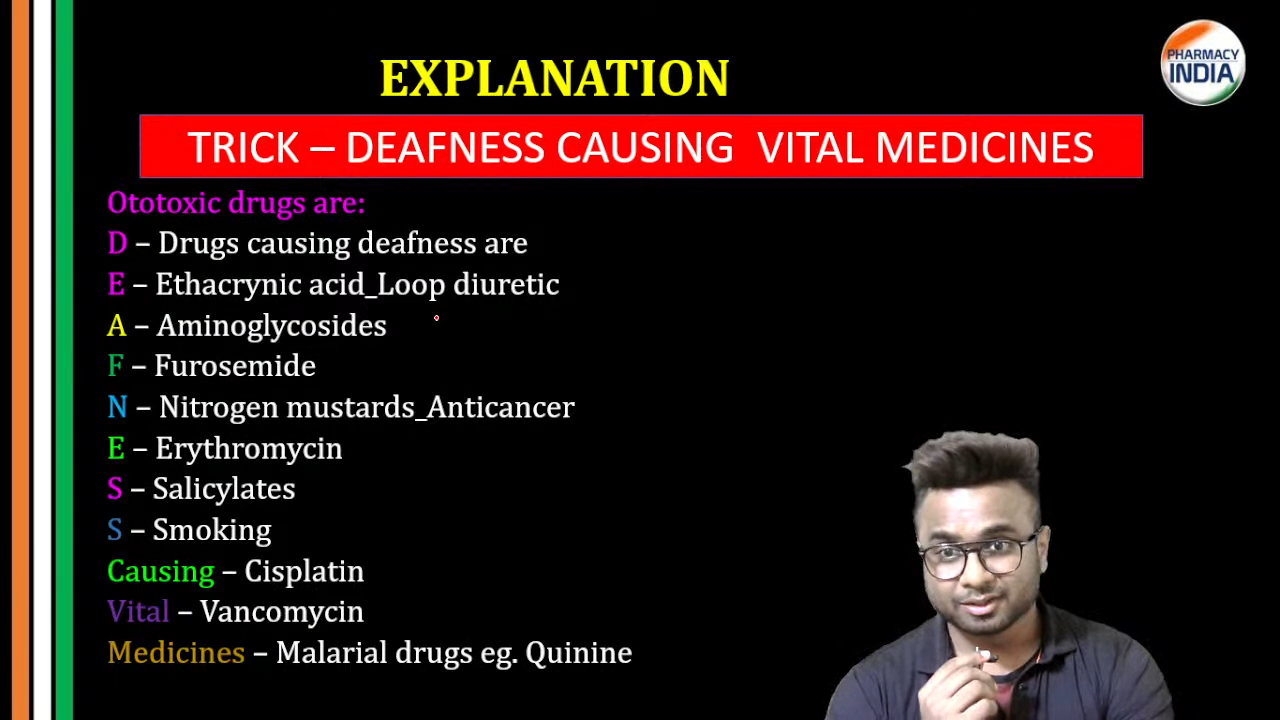 PHARMACY
INDIA
EXPLANATION
TRICK – DEAFNESS CAUSING VITAL MEDICINES
Ototoxic drugs are:
D – Drugs causing deafness are
E – Ethacrynic acid_Loop diuretic
A – Aminoglycosides
F – Furosemide
N – Nitrogen mustards_Anticancer
E – Erythromycin
S – Salicylates
S – Smoking
Causing – Cisplatin
Vital – Vancomycin
Medicines – Malarial drugs eg. Quinine